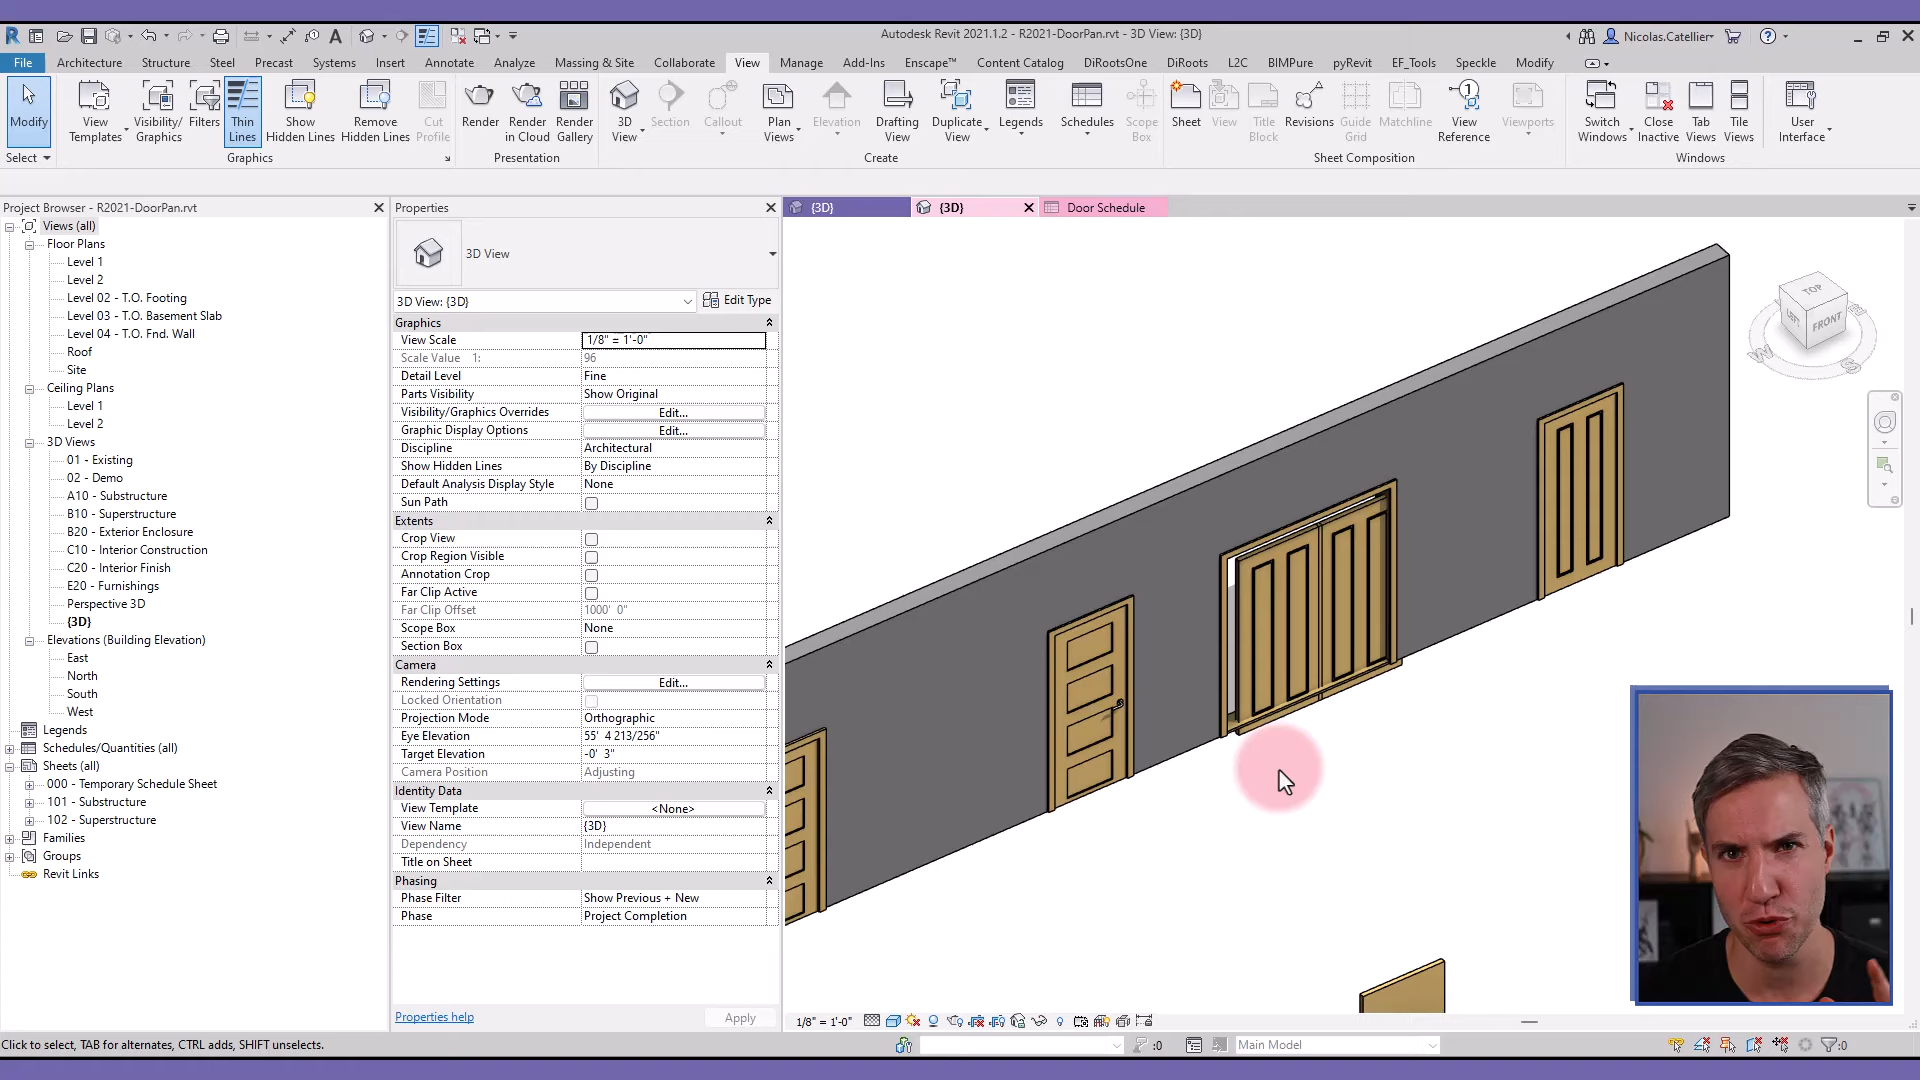 Autodesk Revit 2021.1.2 - R2021-DoorPan.rvt - 3D View: {3D}
Nicolas.Catellier
File Architecture Structure Steel Precast Systems Insert Annotate Analyze Massing & Site Collaborate View Manage Add-Ins Enscape™ Content Catalog DiRootsOne DiRoots L2C BIMPure pyRevit EF_Tools Speckle Modify
Modify
View Templates
Visibility/ Graphics
Filters
Thin Lines
Show Hidden Lines
Remove Hidden Lines
Cut Profile
Render
Render in Cloud
Render Gallery
3D View
Section
Callout
Plan Views
Elevation
Drafting View
Duplicate View
Legends
Schedules
Scope Box
Sheet
View
Title Block
Revisions
Guide Grid
Matchline
View Reference
Viewports
Switch Windows
Close Inactive
Tab Views
Tile Views
User Interface
Select Graphics Presentation Create Sheet Composition Windows
Project Browser - R2021-DoorPan.rvt
Views (all)
Floor Plans
Level 1
Level 2
Level 02 - T.O. Footing
Level 03 - T.O. Basement Slab
Level 04 - T.O. Fnd. Wall
Roof
Site
Ceiling Plans
Level 1
Level 2
3D Views
01 - Existing
02 - Demo
A10 - Substructure
B10 - Superstructure
B20 - Exterior Enclosure
C10 - Interior Construction
C20 - Interior Finish
E20 - Furnishings
Perspective 3D
{3D}
Elevations (Building Elevation)
East
North
South
West
Legends
Schedules/Quantities (all)
Sheets (all)
000 - Temporary Schedule Sheet
101 - Substructure
102 - Superstructure
Families
Groups
Revit Links
Properties
3D View
3D View: {3D} Edit Type
Graphics
View Scale 1/8" = 1'-0"
Scale Value 1: 96
Detail Level Fine
Parts Visibility Show Original
Visibility/Graphics Overrides Edit...
Graphic Display Options Edit...
Discipline Architectural
Show Hidden Lines By Discipline
Default Analysis Display Style None
Sun Path
Extents
Crop View
Crop Region Visible
Annotation Crop
Far Clip Active
Far Clip Offset 1000' 0"
Scope Box None
Section Box
Camera
Rendering Settings Edit...
Locked Orientation
Projection Mode Orthographic
Eye Elevation 55' 4 213/256"
Target Elevation -0' 3"
Camera Position Adjusting
Identity Data
View Template <None>
View Name {3D}
Dependency Independent
Title on Sheet
Phasing
Phase Filter Show Previous + New
Phase Project Completion
Properties help Apply
{3D} {3D} Door Schedule
TOP
LEFT FRONT
W S
1/8" = 1'-0"
Click to select, TAB for alternates, CTRL adds, SHIFT unselects.
:0 Main Model :0